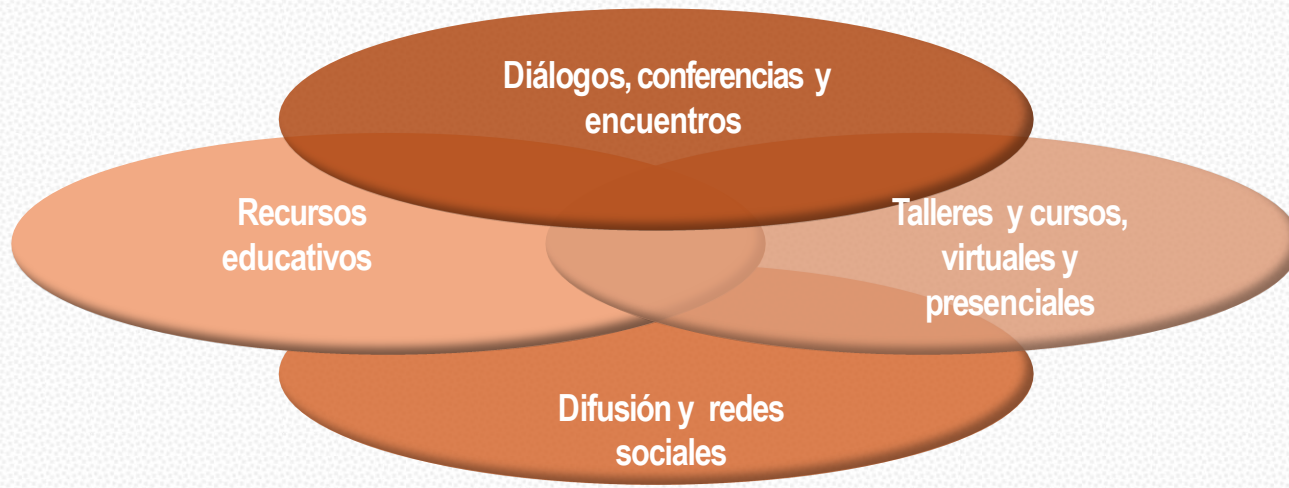 Diálogos, conferencias y
encuentros
Recursos
educativos
Talleres y cursos,
virtuales y
presenciales
Difusión y redes
sociales